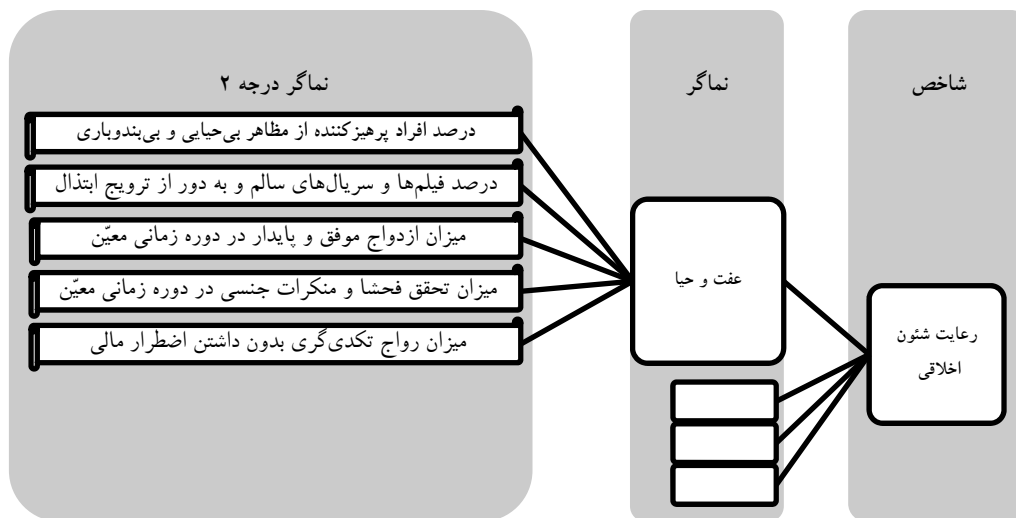 شاخص
نماگر
نماگر درجه ۲
درصد افراد پرهیزکننده از مظاهر بی‌حیایی و بی‌بندوباری
درصد فیلم‌ها و سریال‌های سالم و به دور از ترویج ابتذال
میزان ازدواج موفق و پایدار در دوره زمانی معیّن
میزان تحقق فحشا و منکرات جنسی در دوره زمانی معیّن
میزان رواج تکدی‌گری بدون داشتن اضطرار مالی
عفت و حیا
رعایت شئون
اخلاقی